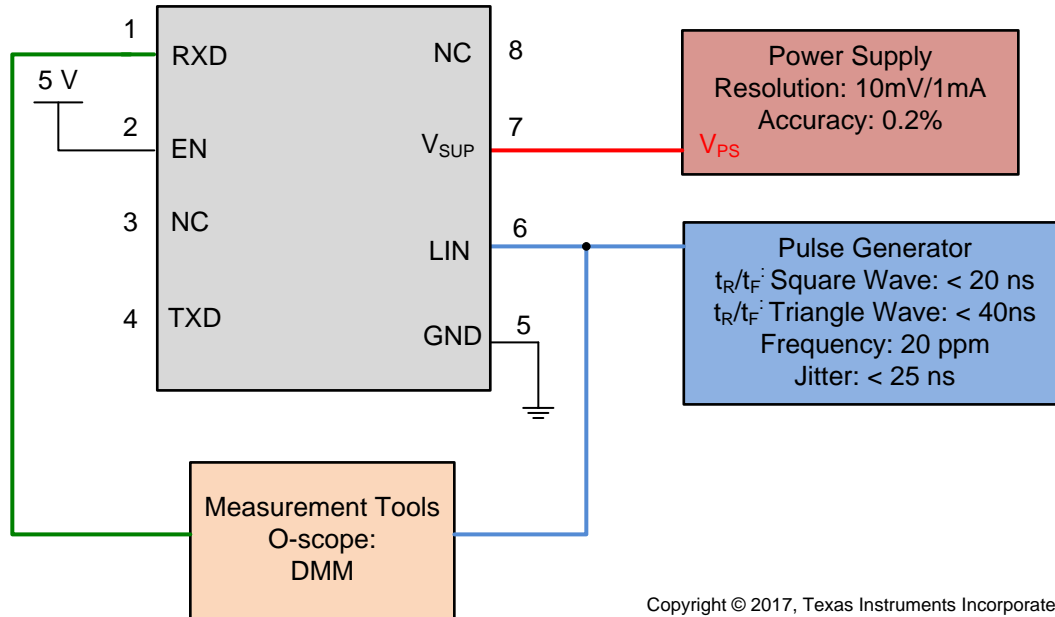 1
RXD
5 V
2
EN
3
NC
4
TXD
NC
8
7
VSUP
6
LIN
5
GND
Power Supply
Resolution: 10mV/1mA
Accuracy: 0.2%
VPS
Pulse Generator
tR/tF: Square Wave: < 20 ns
tR/tF: Triangle Wave: < 40ns
Frequency: 20 ppm
Jitter: < 25 ns
Measurement Tools
O-scope:
DMM
Copyright © 2017, Texas Instruments Incorporate